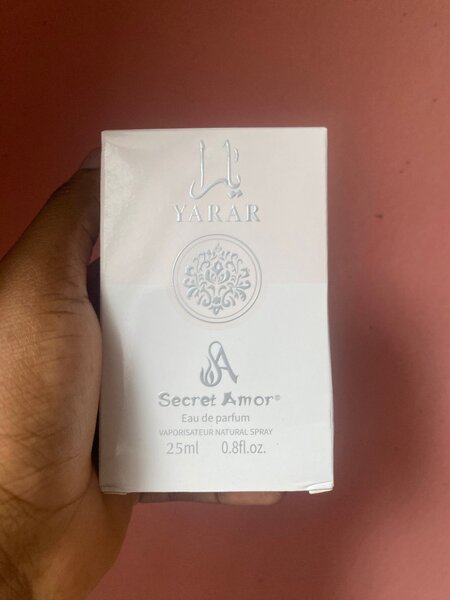 يارا
YARAR
Secret Amor®
Eau de parfum
VAPORISATEUR NATURAL SPRAY
25ml 0.8fl.oz.